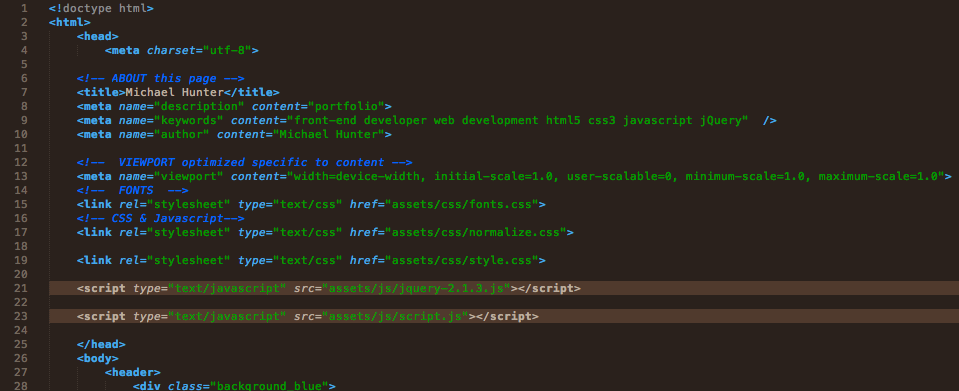 1 <!doctype html>
2 <html>
3 <head>
4 <meta charset="utf-8">
5
6 <!-- ABOUT this page -->
7 <title>Michael Hunter</title>
8 <meta name="description" content="portfolio">
9 <meta name="keywords" content="front-end developer web development html5 css3 javascript jQuery"  />
10 <meta name="author" content="Michael Hunter">
11
12 <!--  VIEWPORT optimized specific to content -->
13 <meta name="viewport" content="width=device-width, initial-scale=1.0, user-scalable=0, minimum-scale=1.0, maximum-scale=1.0">
14 <!--  FONTS  -->
15 <link rel="stylesheet" type="text/css" href="assets/css/fonts.css">
16 <!-- CSS & Javascript-->
17 <link rel="stylesheet" type="text/css" href="assets/css/normalize.css">
18
19 <link rel="stylesheet" type="text/css" href="assets/css/style.css">
20
21 <script type="text/javascript" src="assets/js/jquery-2.1.3.js"></script>
22
23 <script type="text/javascript" src="assets/js/script.js"></script>
24
25 </head>
26 <body>
27 <header>
28 <div class="background blue">